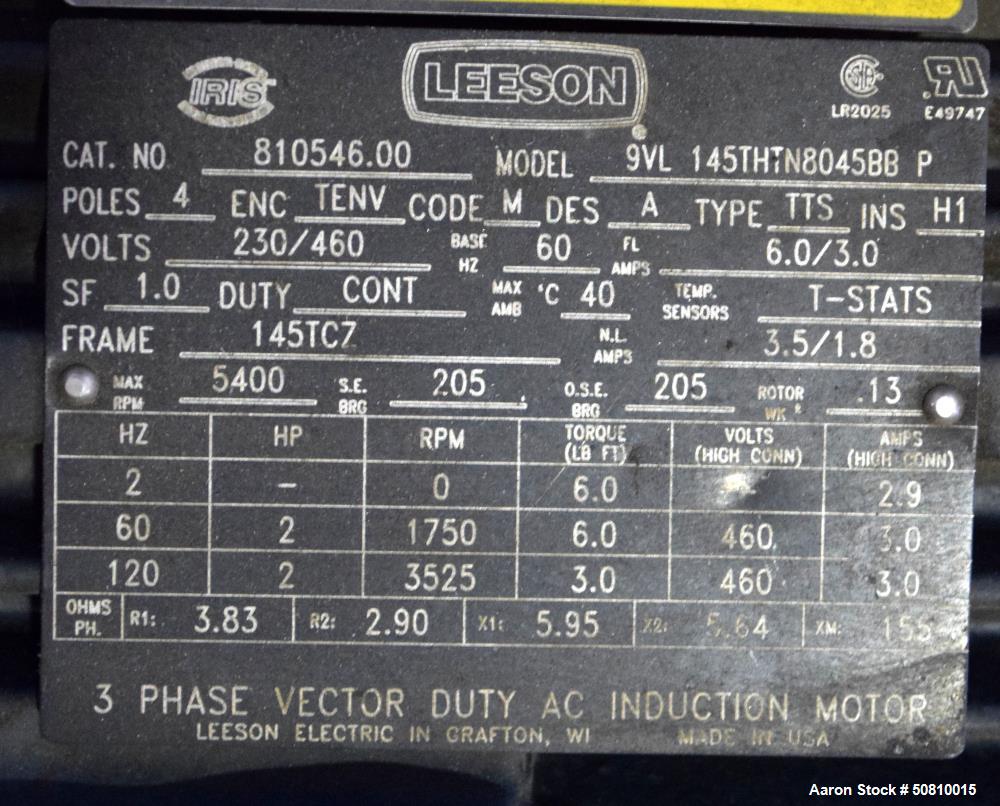 IRIS LEESON CSA LR2025 RU E49747
CAT. NO 810546.00 MODEL 9VL 145THTN8045BB P
POLES 4 ENC TENV CODE M DES A TYPE TTS INS H1
VOLTS 230/460 BASE HZ 60 FL AMPS 6.0/3.0
SF 1.0 DUTY CONT MAX AMB °C 40 TEMP. SENSORS T-STATS
FRAME 145TCZ N.L. AMPS 3.5/1.8
MAX RPM 5400 S.E. BRG 205 O.S.E. BRG 205 ROTOR WK² .13
HZ HP RPM TORQUE (LB FT) VOLTS (HIGH CONN) AMPS (HIGH CONN)
2 – 0 6.0 2.9
60 2 1750 6.0 460 3.0
120 2 3525 3.0 460 3.0
OHMS PH. R1: 3.83 R2: 2.90 X1: 5.95 X2: 5.64 XM: 155
3 PHASE VECTOR DUTY AC INDUCTION MOTOR
LEESON ELECTRIC IN GRAFTON, WI MADE IN USA
Aaron Stock # 50810015